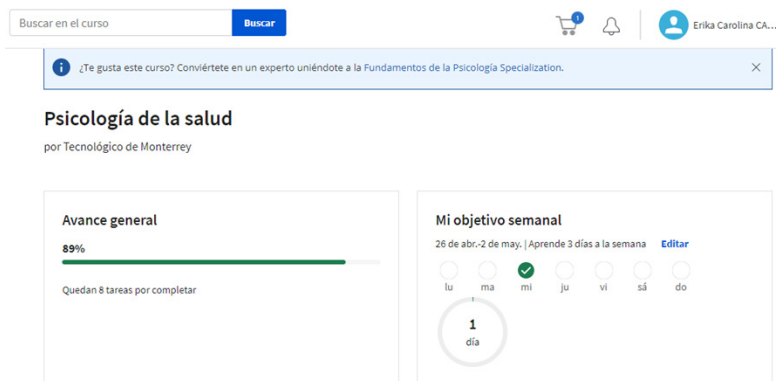 Buscar en el curso
Buscar
1
Erika Carolina CA...
i
¿Te gusta este curso? Conviértete en un experto uniéndote a la Fundamentos de la Psicología Specialization.
Psicología de la salud
por Tecnológico de Monterrey
Avance general
89%
Quedan 8 tareas por completar
Mi objetivo semanal
26 de abr.-2 de may. | Aprende 3 días a la semana Editar
lu ma mi ju vi sá do
1
día